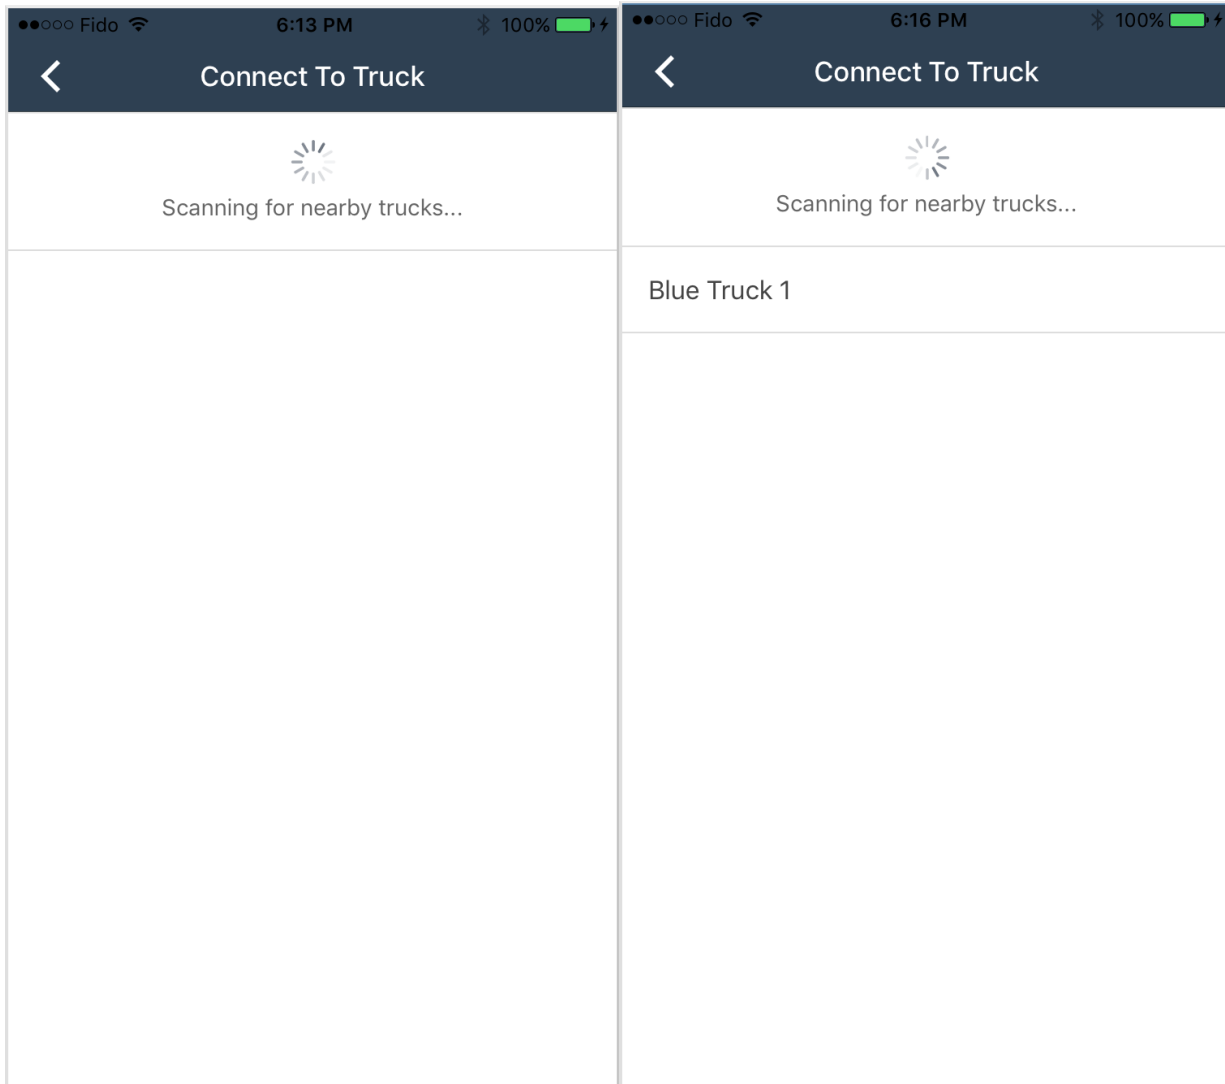 Fido 6:13 PM 100%
Connect To Truck
Scanning for nearby trucks...
Fido 6:16 PM 100%
Connect To Truck
Scanning for nearby trucks...
Blue Truck 1